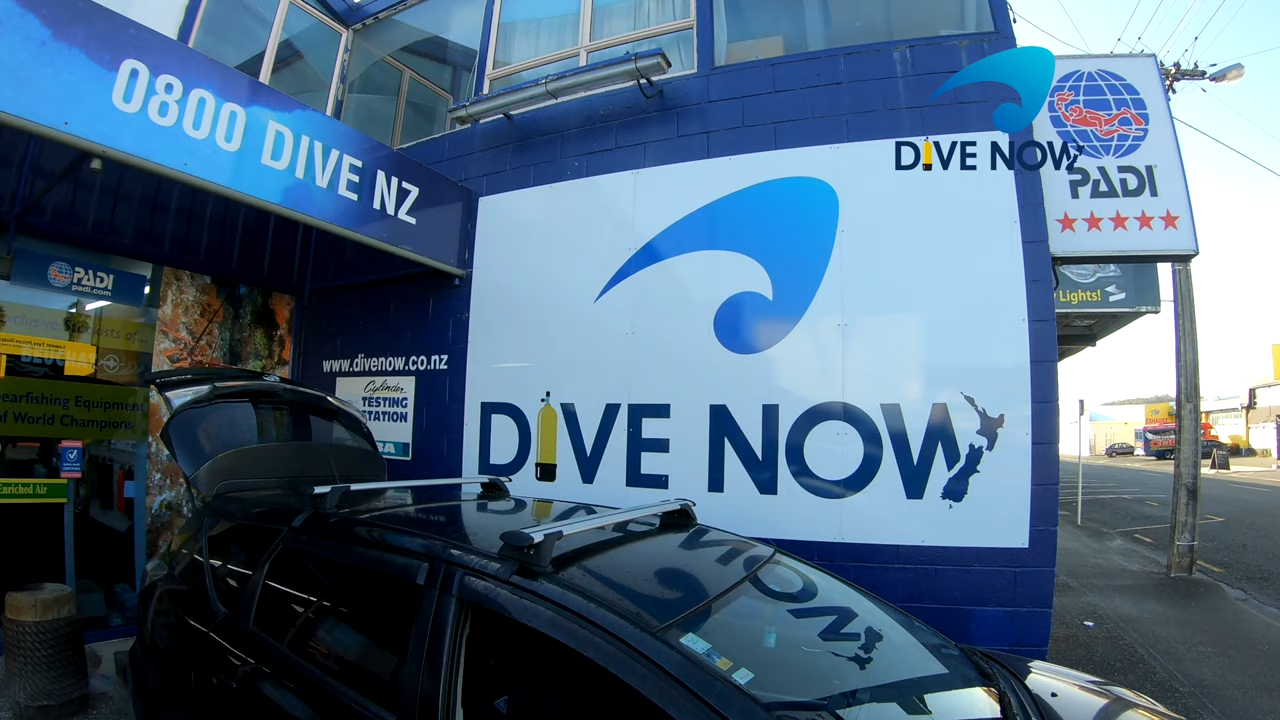 0800 DIVE NZ
DIVE NOW
PADI
DIVE NOW
PADI
padi.com
www.divenow.co.nz
Cylinder
TESTING
STATION
Lights!
earfishing Equipment
of World Champions
Enriched Air